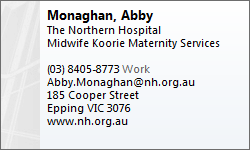 Monaghan, Abby
The Northern Hospital
Midwife Koorie Maternity Services
(03) 8405-8773 Work
Abby.Monaghan@nh.org.au
185 Cooper Street
Epping VIC 3076
www.nh.org.au